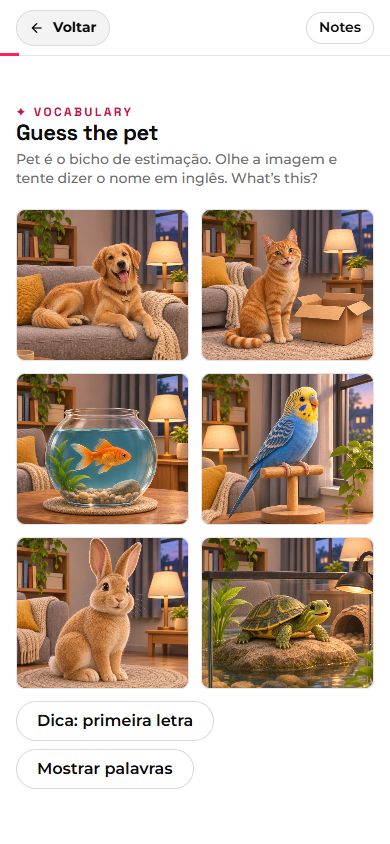 ← Voltar
Notes
✦ VOCABULARY
Guess the pet
Pet é o bicho de estimação. Olhe a imagem e
tente dizer o nome em inglês. What's this?
Dica: primeira letra
Mostrar palavras